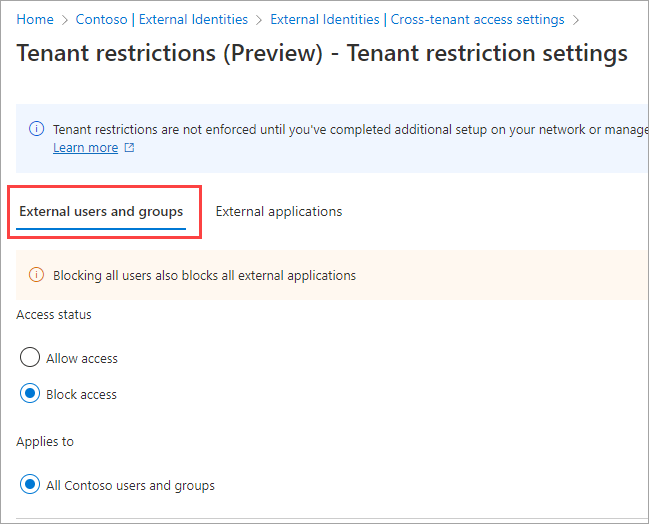 Home > Contoso | External Identities > External Identities | Cross-tenant access settings >
Tenant restrictions (Preview) - Tenant restriction settings
Tenant restrictions are not enforced until you've completed additional setup on your network or manage
Learn more
External users and groups External applications
Blocking all users also blocks all external applications
Access status
Allow access
Block access
Applies to
All Contoso users and groups